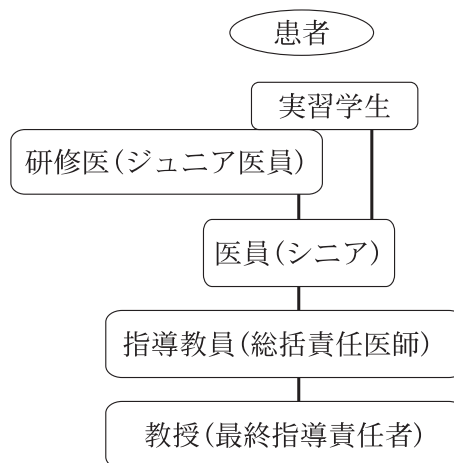 患者
実習学生
研修医(ジュニア医員)
医員(シニア)
指導教員(総括責任医師)
教授(最終指導責任者)